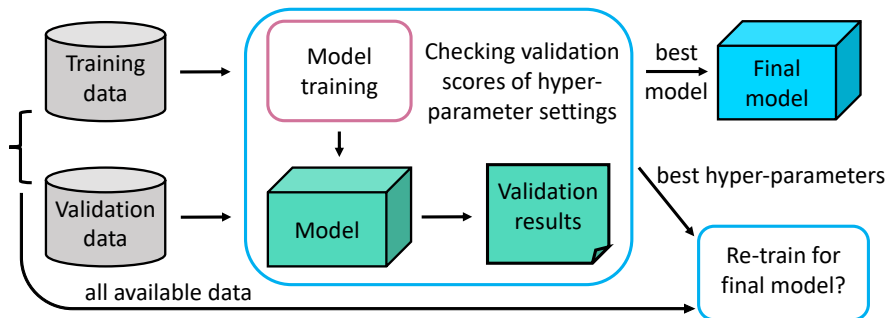 Training
data
Model
training
Checking validation
scores of hyper-
parameter settings
best
model
Final
model
Validation
data
Model
Validation
results
best hyper-parameters
Re-train for
final model?
all available data